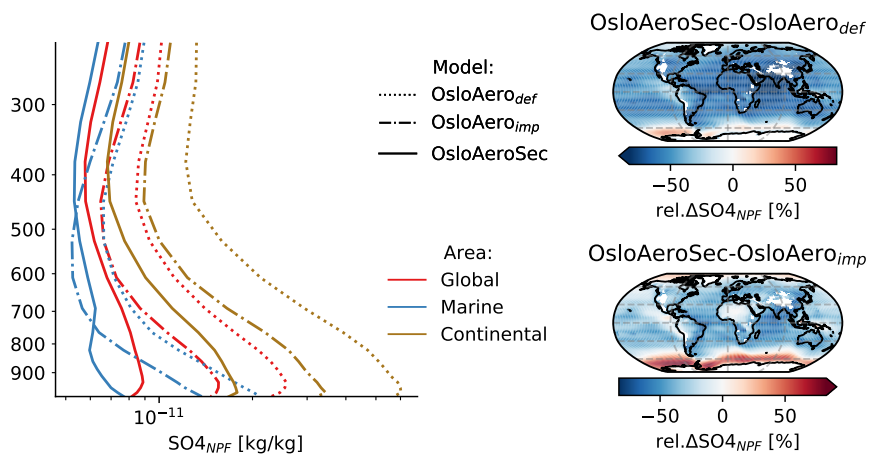 300
400
500
600
700
800
900
10⁻¹¹
SO4_NPF [kg/kg]
Model:
OsloAero_def
OsloAero_imp
OsloAeroSec
Area:
Global
Marine
Continental
OsloAeroSec-OsloAero_def
−50 0 50
rel.ΔSO4_NPF [%]
OsloAeroSec-OsloAero_imp
−50 0 50
rel.ΔSO4_NPF [%]